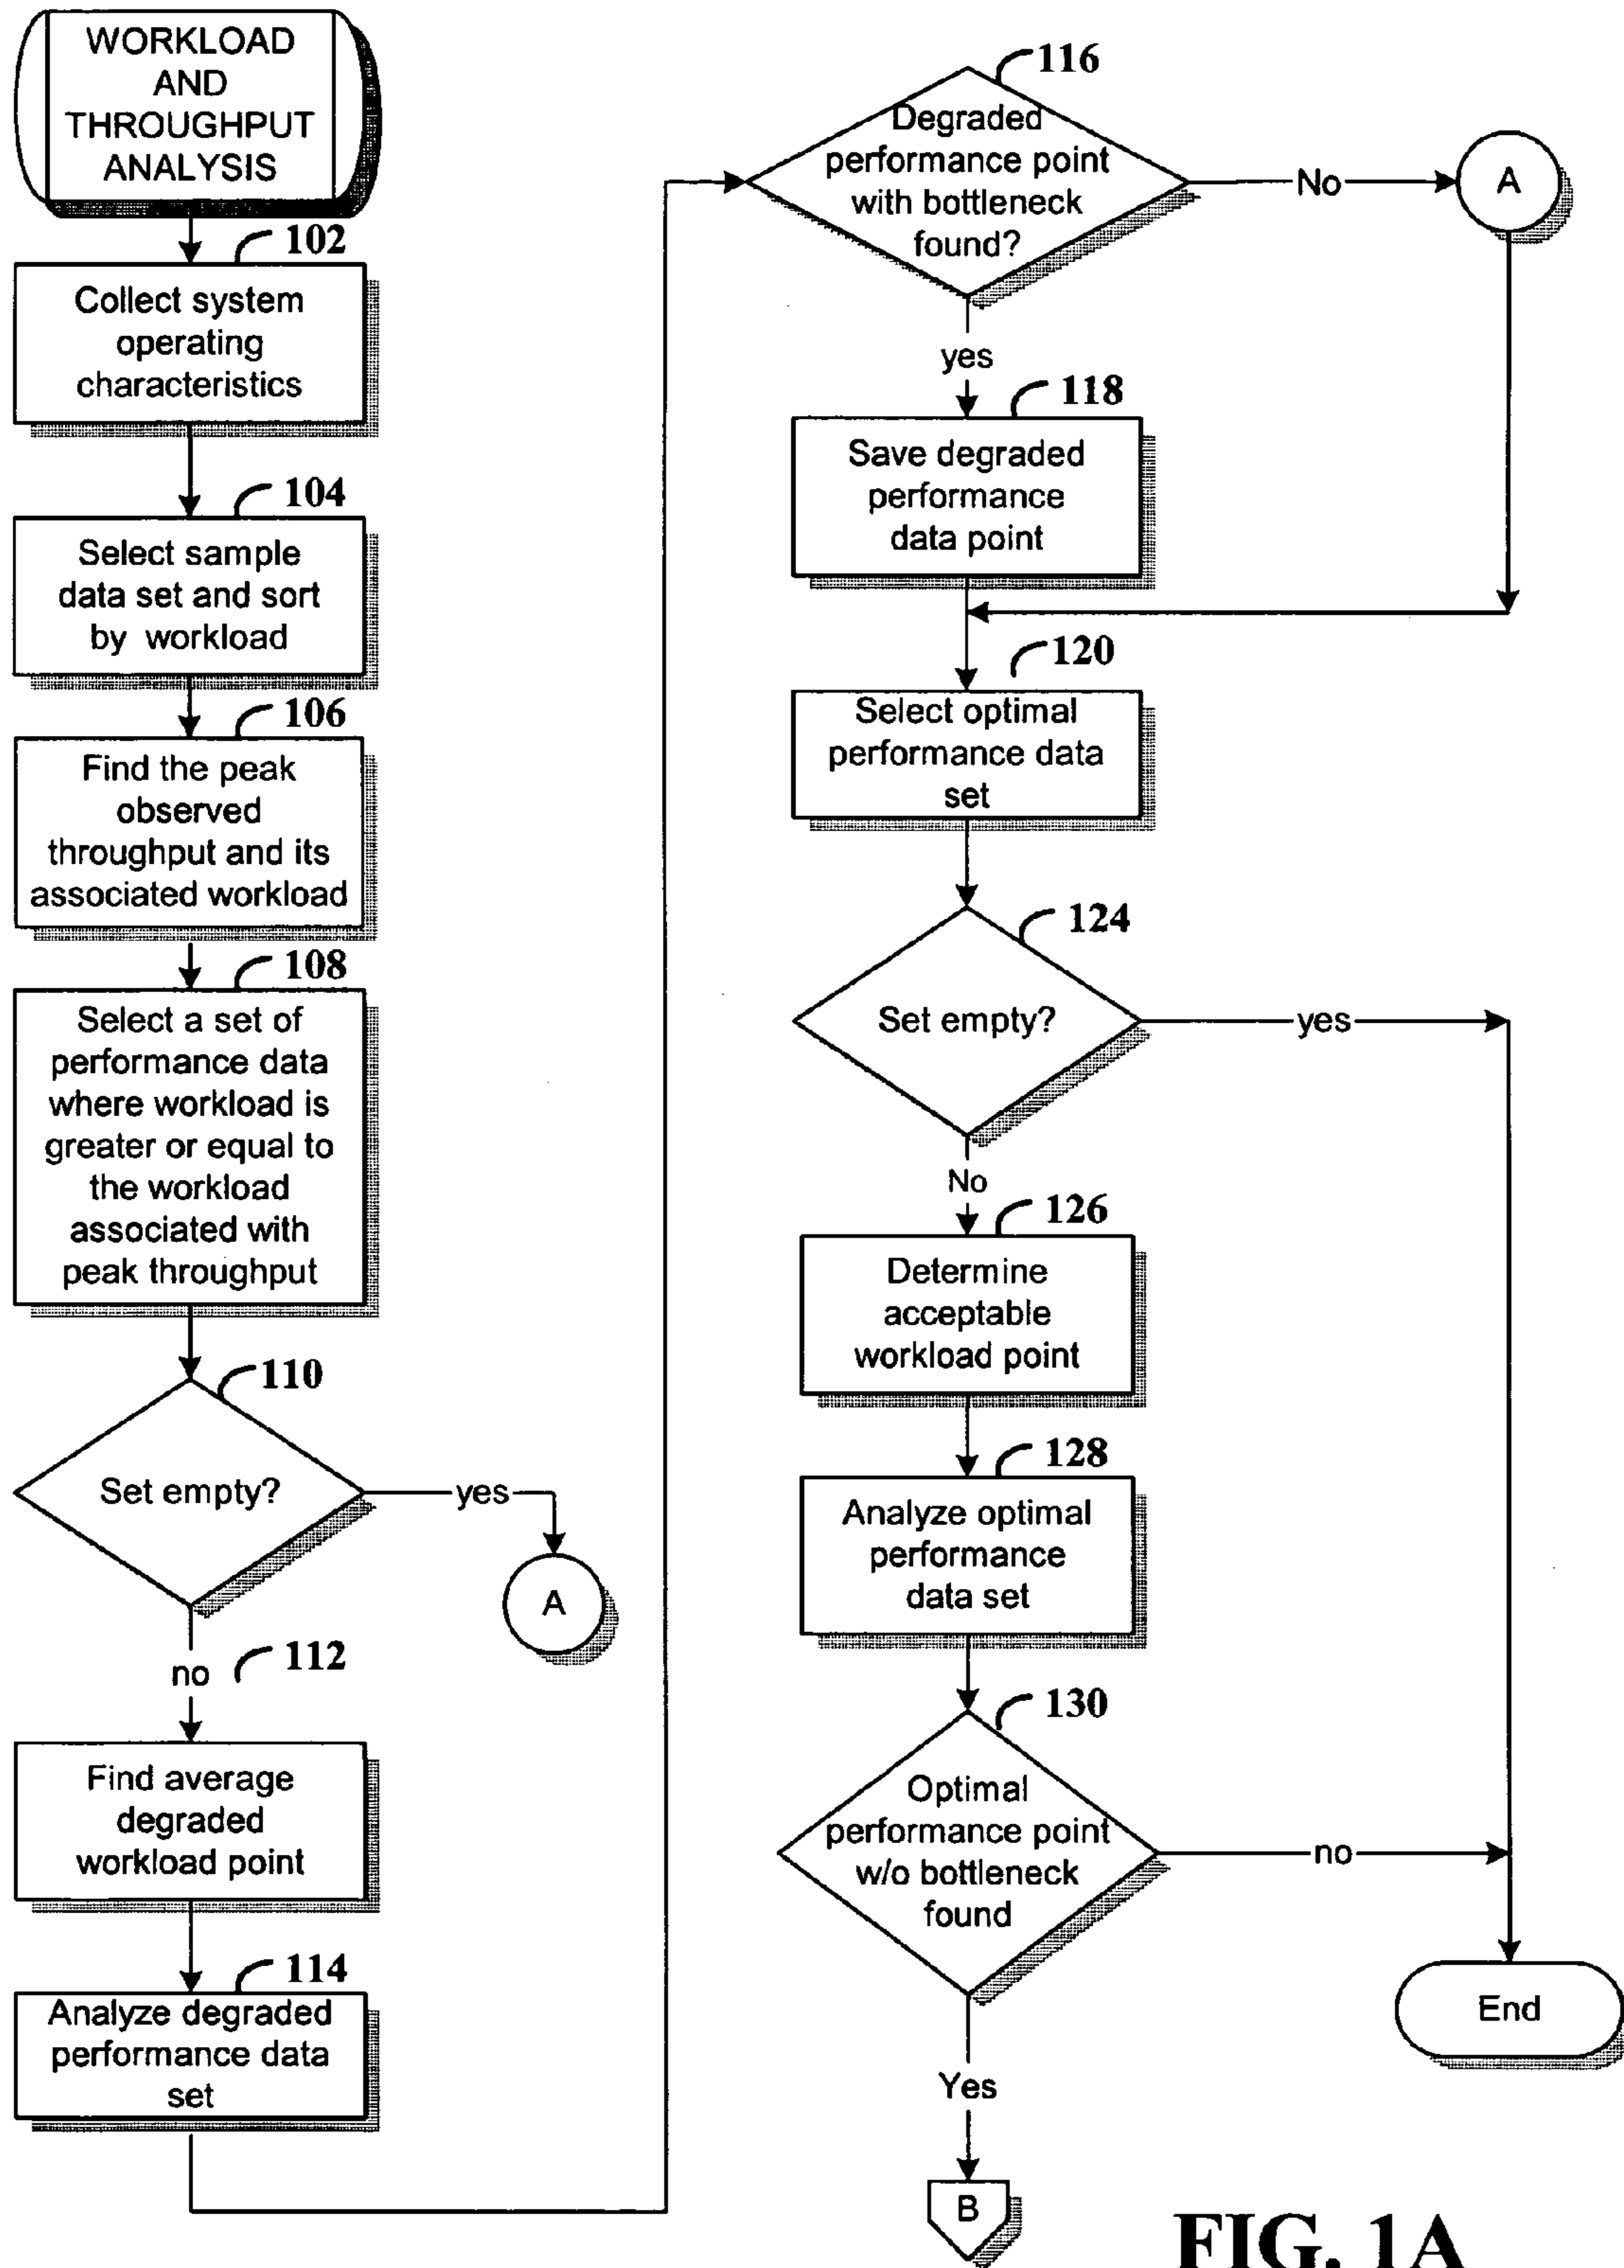 WORKLOAD
AND
THROUGHPUT
ANALYSIS
102
Collect system
operating
characteristics
104
Select sample
data set and sort
by workload
106
Find the peak
observed
throughput and its
associated workload
108
Select a set of
performance data
where workload is
greater or equal to
the workload
associated with
peak throughput
110
Set empty?
yes
A
no
112
Find average
degraded
workload point
114
Analyze degraded
performance data
set
116
Degraded
performance point
with bottleneck
found?
No
A
yes
118
Save degraded
performance
data point
120
Select optimal
performance data
set
124
Set empty?
yes
No
126
Determine
acceptable
workload point
128
Analyze optimal
performance
data set
130
Optimal
performance point
w/o bottleneck
found
no
End
Yes
B
FIG. 1A